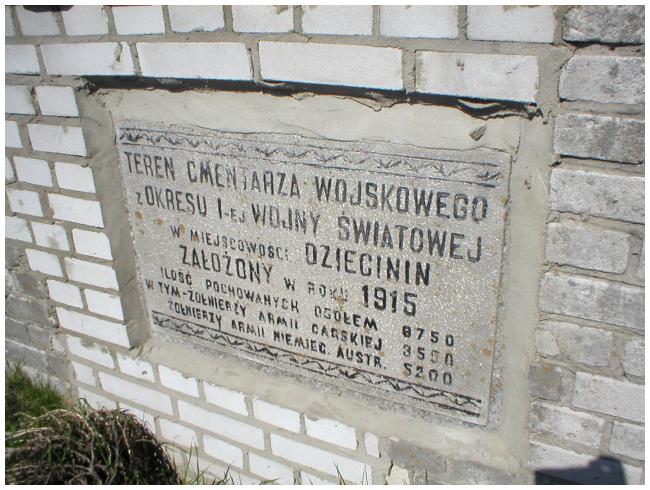 TEREN CMENTARZA WOJSKOWEGO
z OKRESU I-EJ WOJNY ŚWIATOWEJ
W MIEJSCOWOŚCI DZIECININ
ZAŁOŻONY W ROKU 1915
ILOŚĆ POCHOWANYCH OGÓŁEM 8750
W TYM-ŻOŁNIERZY ARMII CARSKIEJ 3550
ŻOŁNIERZY ARMII NIEMIEC. AUSTR. 5200